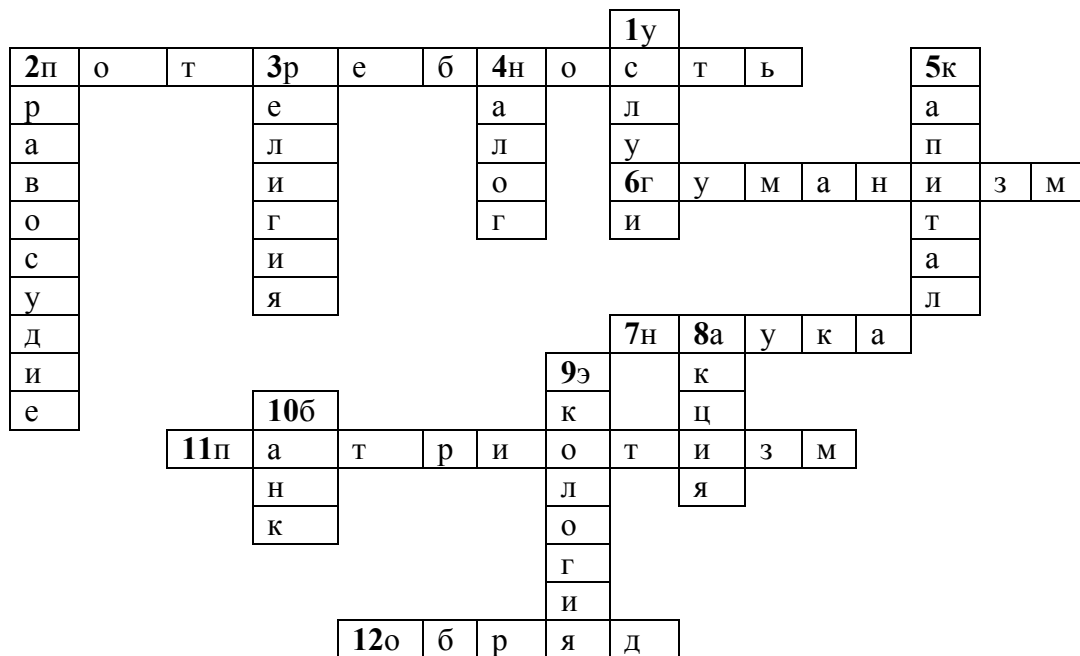 1у
2п о т 3р е б 4н о с т ь 5к
р е а л а
а л л у п
в и о 6г у м а н и з м
о г г и т
с и а
у я л
д 7н 8а у к а
и 9э к
е 10б к ц
11п а т р и о т и з м
н л я
к о
г
и
12о б р я д